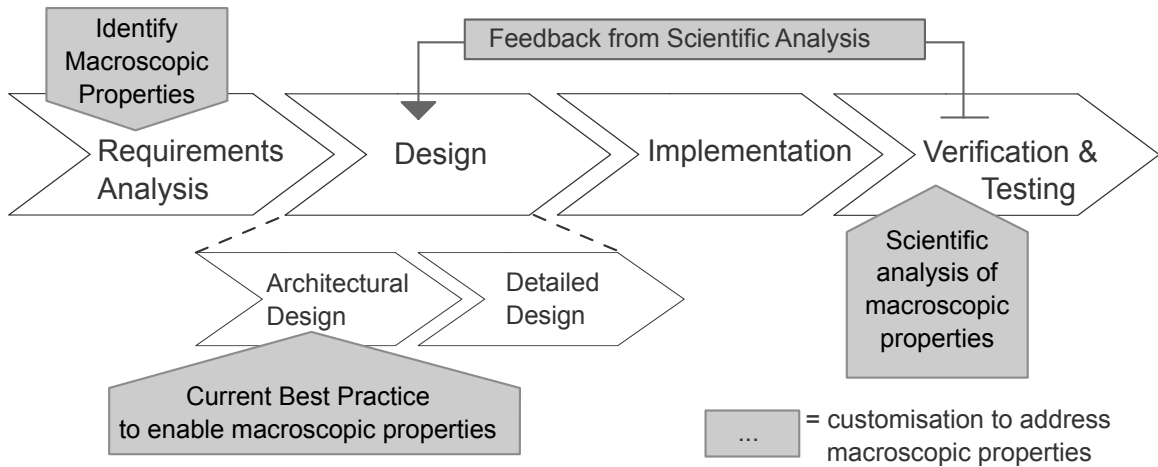 Identify
Macroscopic
Properties
Feedback from Scientific Analysis
Requirements
Analysis
Design
Implementation
Verification &
Testing
Architectural
Design
Detailed
Design
Scientific
analysis of
macroscopic
properties
Current Best Practice
to enable macroscopic properties
...
= customisation to address
macroscopic properties